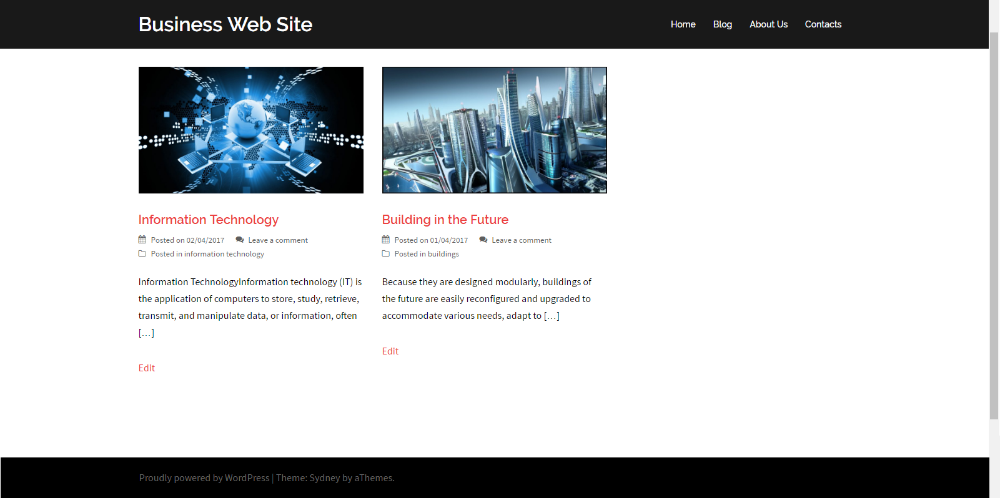 Business Web Site
Home Blog About Us Contacts
Information Technology
Posted on 02/04/2017 Leave a comment
Posted in information technology
Information TechnologyInformation technology (IT) is
the application of computers to store, study, retrieve,
transmit, and manipulate data, or information, often
[…]
Edit
Building in the Future
Posted on 01/04/2017 Leave a comment
Posted in buildings
Because they are designed modularly, buildings of
the future are easily reconfigured and upgraded to
accommodate various needs, adapt to […]
Edit
Proudly powered by WordPress | Theme: Sydney by aThemes.